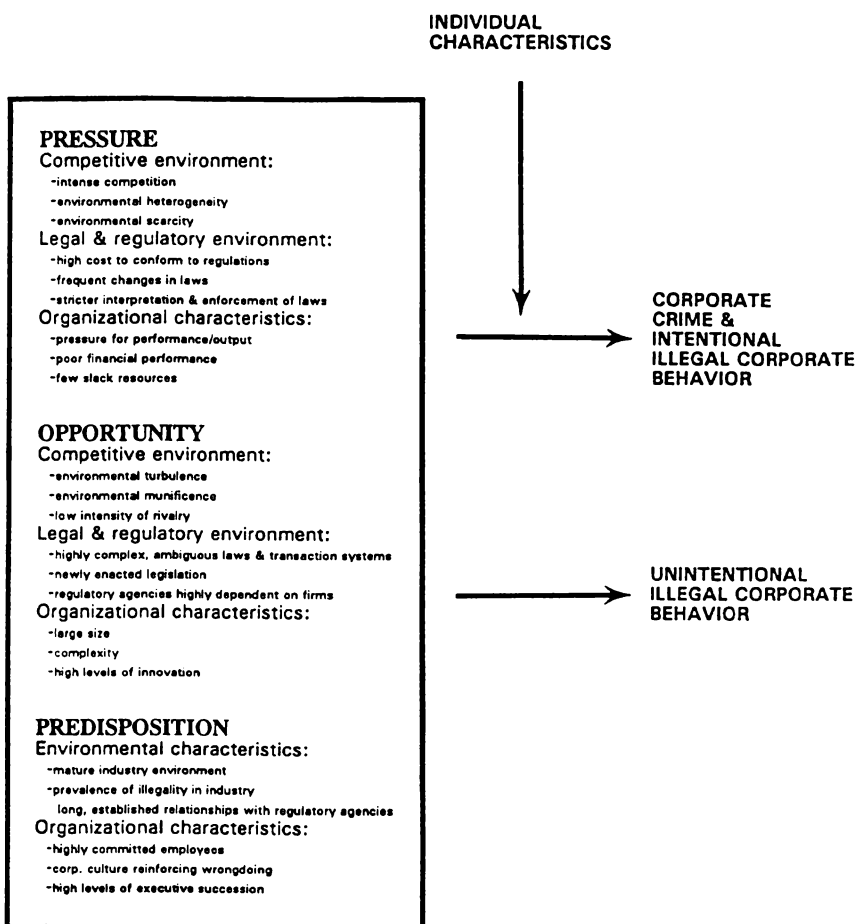 INDIVIDUAL
CHARACTERISTICS
PRESSURE
Competitive environment:
-intense competition
-environmental heterogeneity
-environmental scarcity
Legal & regulatory environment:
-high cost to conform to regulations
-frequent changes in laws
-stricter interpretation & enforcement of laws
Organizational characteristics:
-pressure for performance/output
-poor financial performance
-few slack resources
CORPORATE
CRIME &
INTENTIONAL
ILLEGAL CORPORATE
BEHAVIOR
OPPORTUNITY
Competitive environment:
-environmental turbulence
-environmental munificence
-low intensity of rivalry
Legal & regulatory environment:
-highly complex, ambiguous laws & transaction systems
-newly enacted legislation
-regulatory agencies highly dependent on firms
Organizational characteristics:
-large size
-complexity
-high levels of innovation
UNINTENTIONAL
ILLEGAL CORPORATE
BEHAVIOR
PREDISPOSITION
Environmental characteristics:
-mature industry environment
-prevalence of illegality in industry
long, established relationships with regulatory agencies
Organizational characteristics:
-highly committed employees
-corp. culture reinforcing wrongdoing
-high levels of executive succession